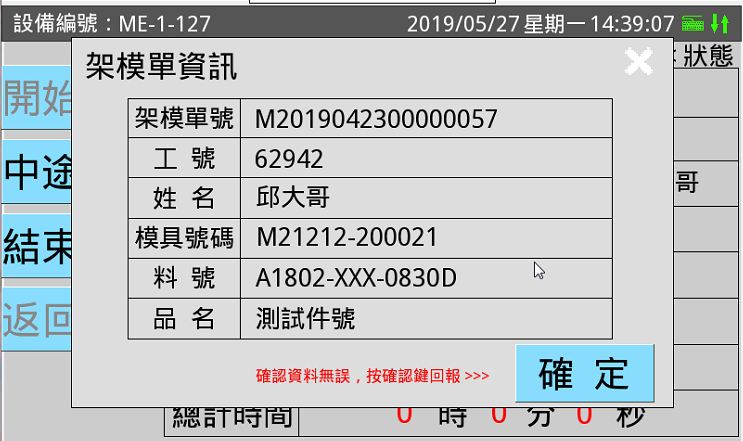 設備編號：ME-1-127 2019/05/27 星期一 14:39:07
狀態
架模單資訊
開始
架模單號 M2019042300000057
工 號 62942
中途
姓 名 邱大哥
哥
模具號碼 M21212-200021
結束
料 號 A1802-XXX-0830D
品 名 測試件號
返回
確認資料無誤，按確認鍵回報 >>>
確 定
總計時間 0 時 0 分 0 秒